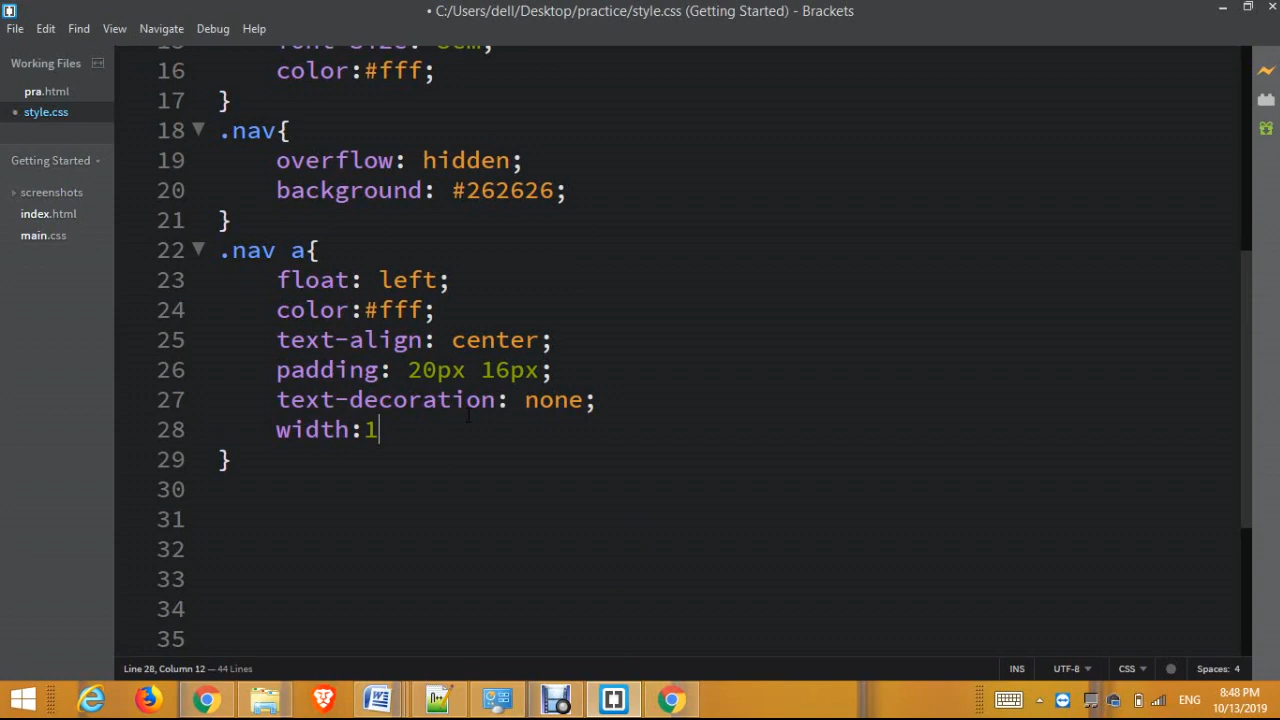 • C:/Users/dell/Desktop/practice/style.css (Getting Started) - Brackets
File Edit Find View Navigate Debug Help
Working Files
pra.html
style.css
Getting Started
screenshots
index.html
main.css
15 font-size: 3em;
16 color:#fff;
17 }
18 .nav{
19 overflow: hidden;
20 background: #262626;
21 }
22 .nav a{
23 float: left;
24 color:#fff;
25 text-align: center;
26 padding: 20px 16px;
27 text-decoration: none;
28 width:1
29 }
30
31
32
33
34
35
Line 28, Column 12 — 44 Lines
INS UTF-8 CSS Spaces: 4
ENG
8:48 PM
10/13/2019